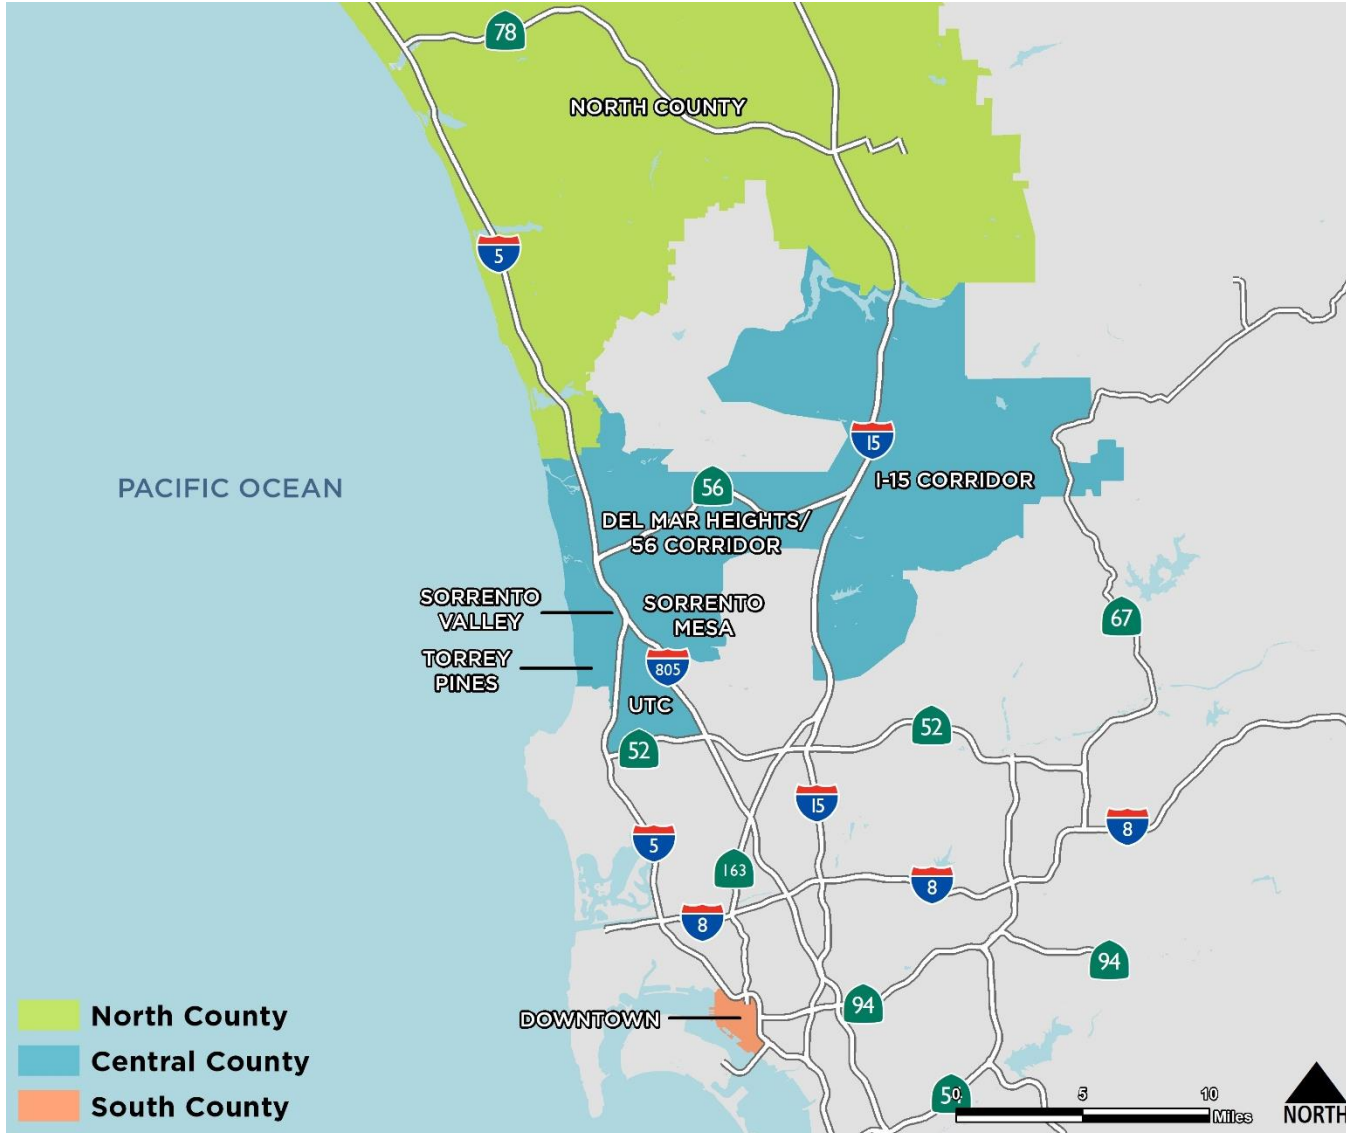 78
NORTH COUNTY
5
15
PACIFIC OCEAN
56
I-15 CORRIDOR
DEL MAR HEIGHTS/
56 CORRIDOR
SORRENTO
VALLEY
SORRENTO
MESA
67
TORREY
PINES
805
UTC
52
52
15
5
8
163
8
8
94
94
DOWNTOWN
North County
Central County
South County
0 5 10
Miles
NORTH